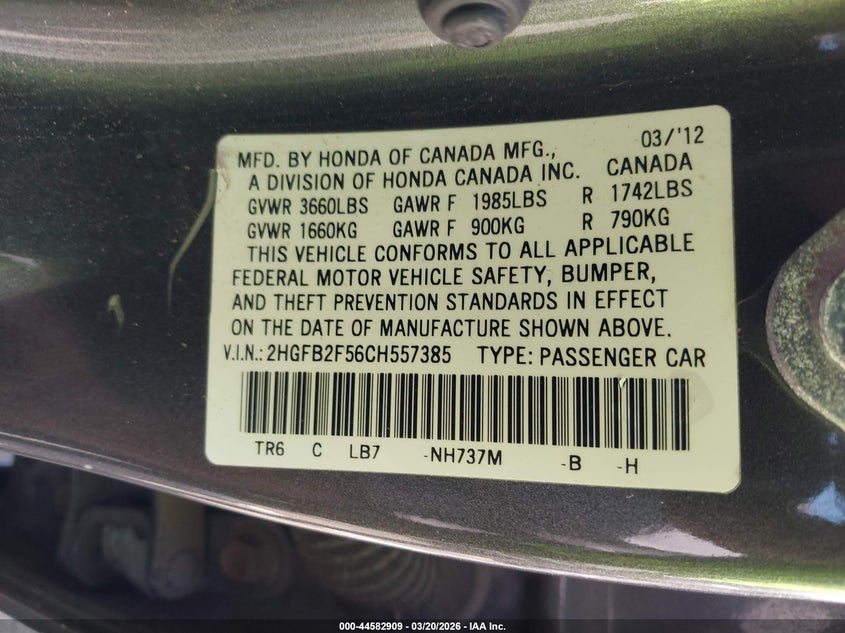 03/'12
MFD. BY HONDA OF CANADA MFG.,
A DIVISION OF HONDA CANADA INC. CANADA
GVWR 3660LBS GAWR F 1985LBS R 1742LBS
GVWR 1660KG GAWR F 900KG R 790KG
THIS VEHICLE CONFORMS TO ALL APPLICABLE
FEDERAL MOTOR VEHICLE SAFETY, BUMPER,
AND THEFT PREVENTION STANDARDS IN EFFECT
ON THE DATE OF MANUFACTURE SHOWN ABOVE.
V.I.N.: 2HGFB2F56CH557385 TYPE: PASSENGER CAR
TR6 C LB7 -NH737M -B -H
000-44582909 - 03/20/2026 - IAA Inc.